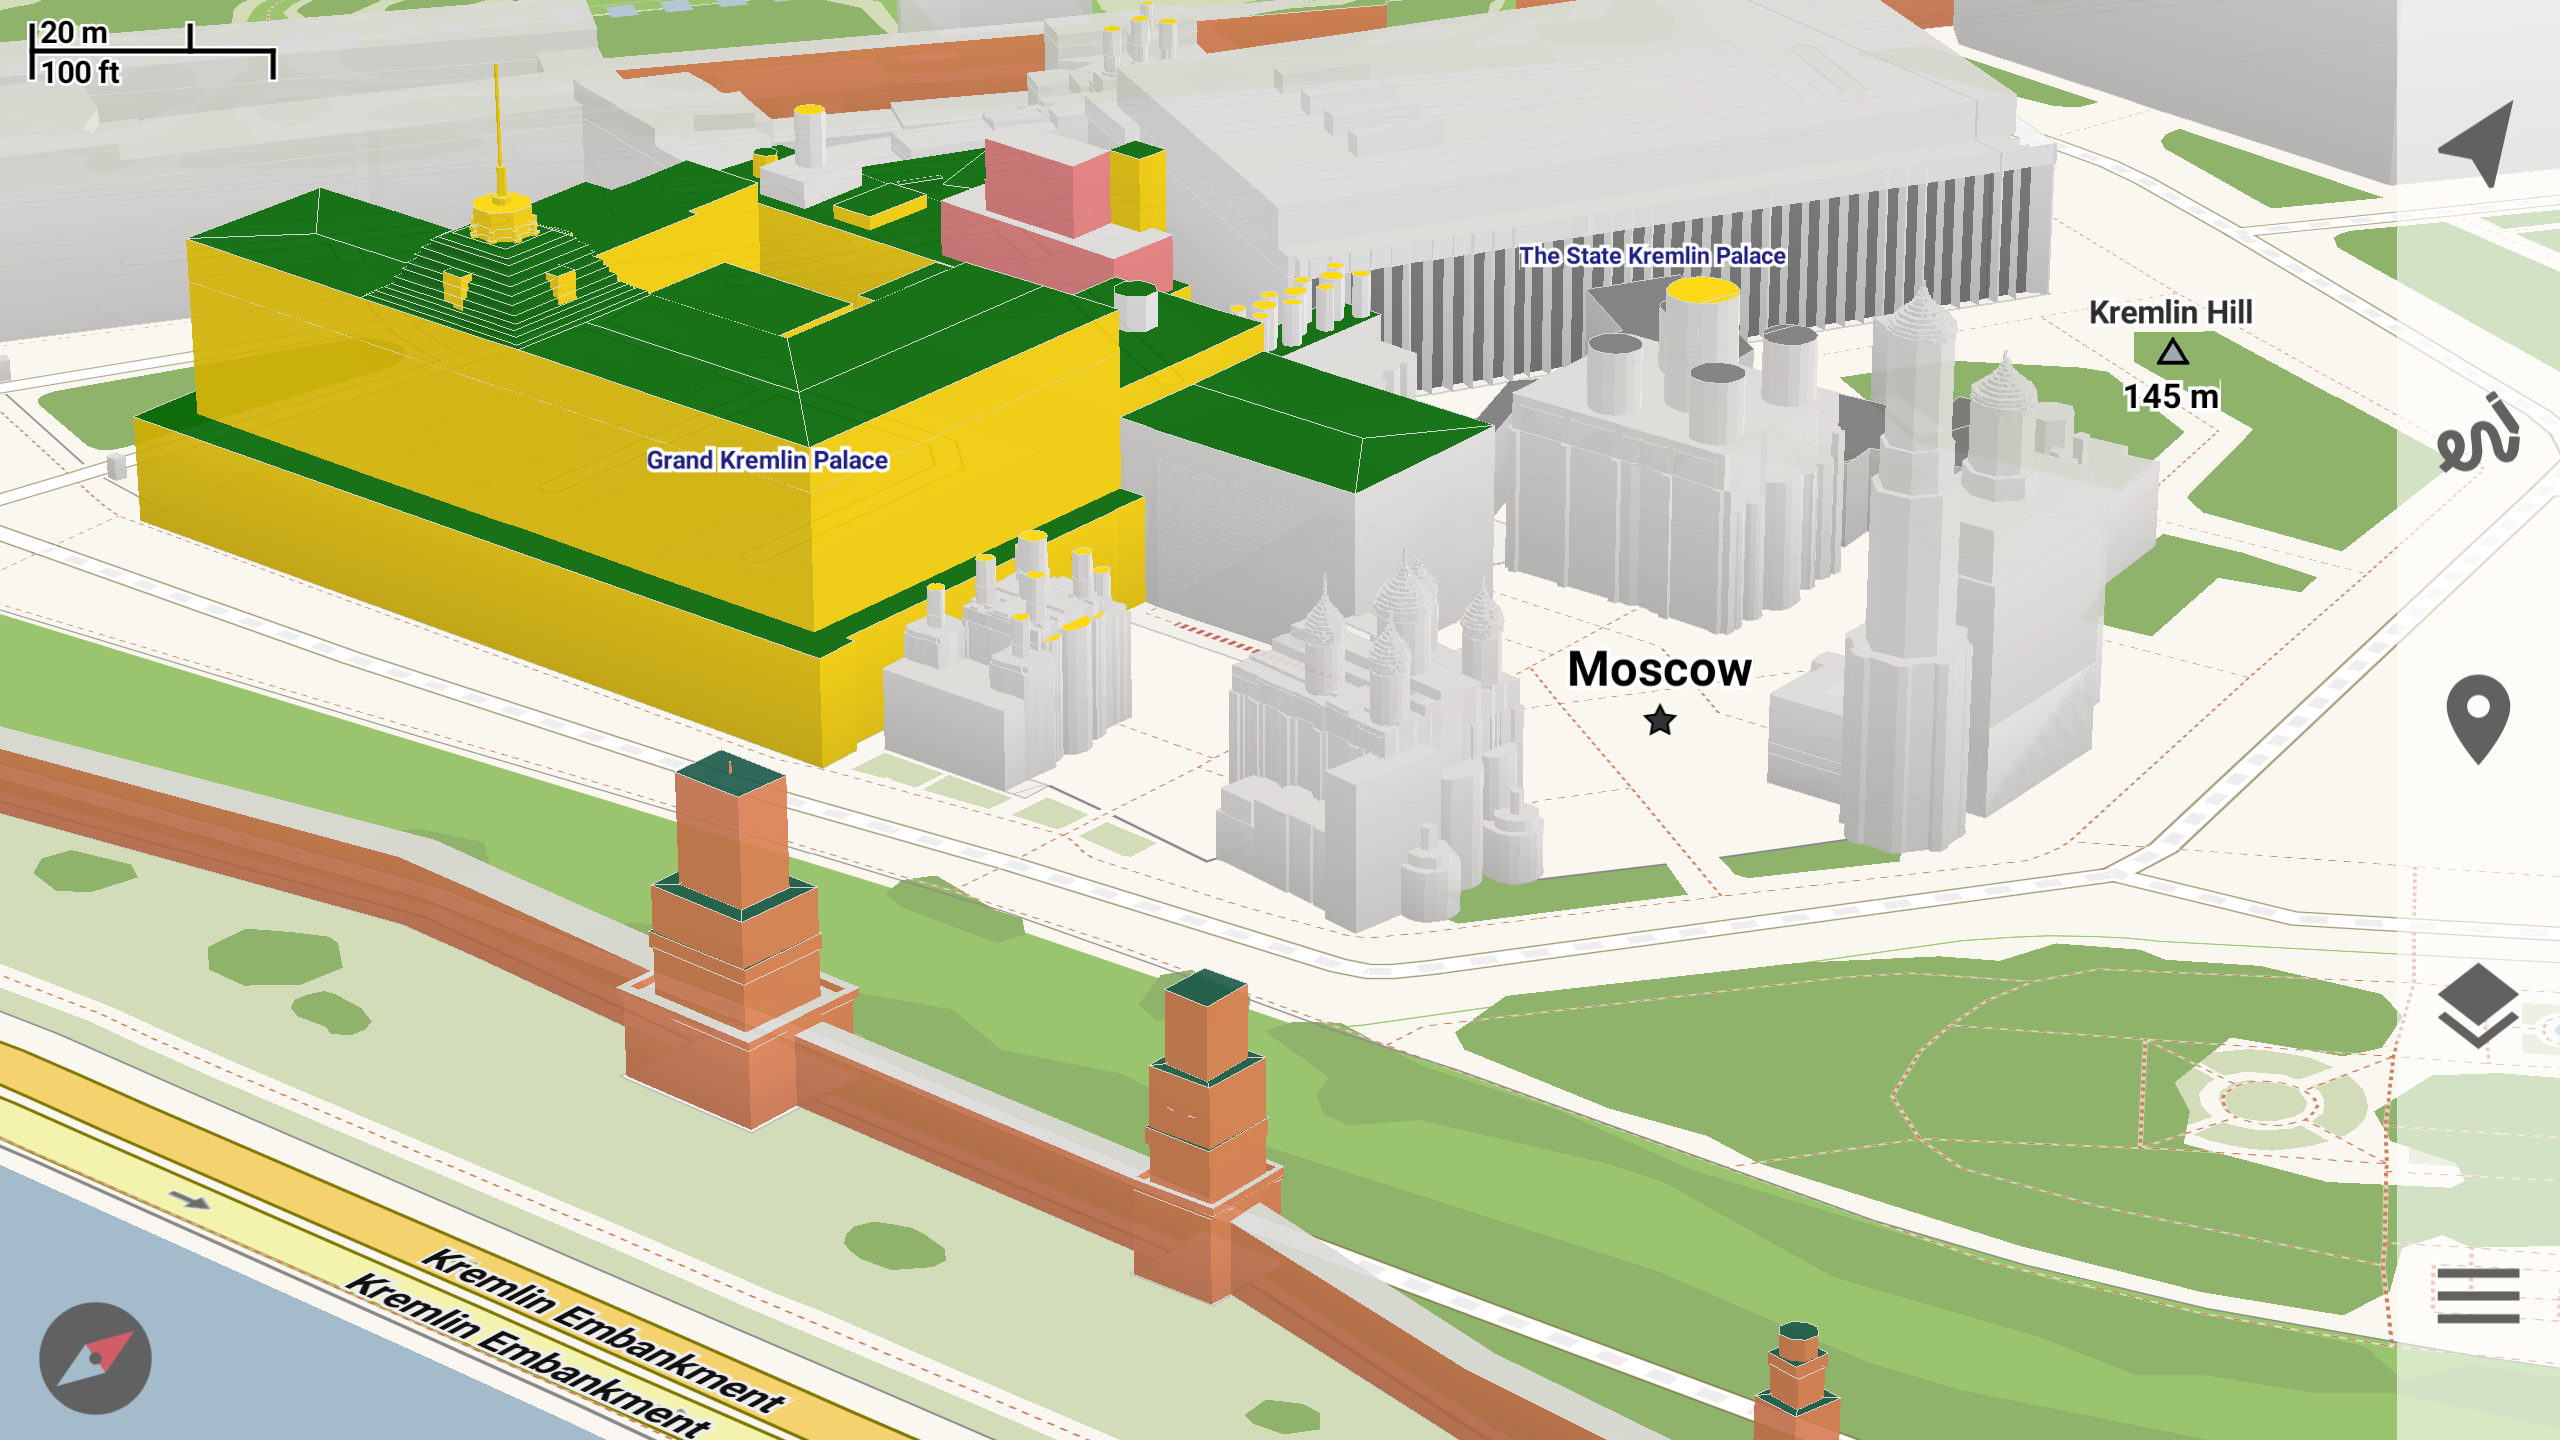 20 m
100 ft
The State Kremlin Palace
Kremlin Hill
145 m
Grand Kremlin Palace
Moscow
Kremlin Embankment
Kremlin Embankment